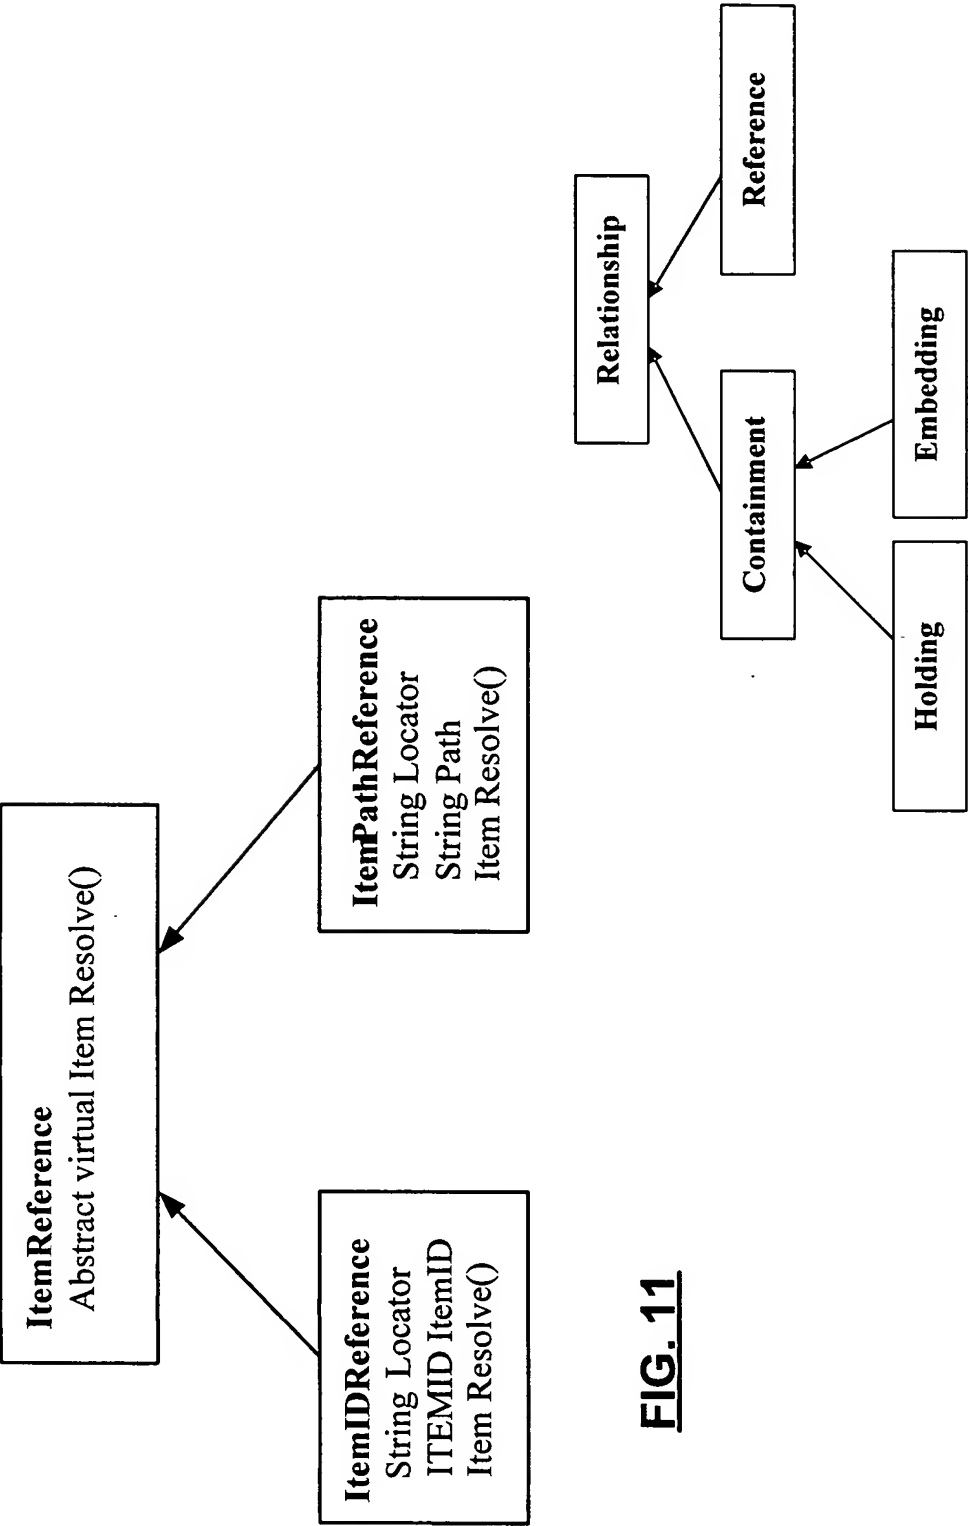 ItemReference
Abstract virtual Item Resolve()
ItemIDReference
String Locator
ITEMID ItemID
Item Resolve()
ItemPathReference
String Locator
String Path
Item Resolve()
FIG. 11
Relationship
Containment
Reference
Holding
Embedding